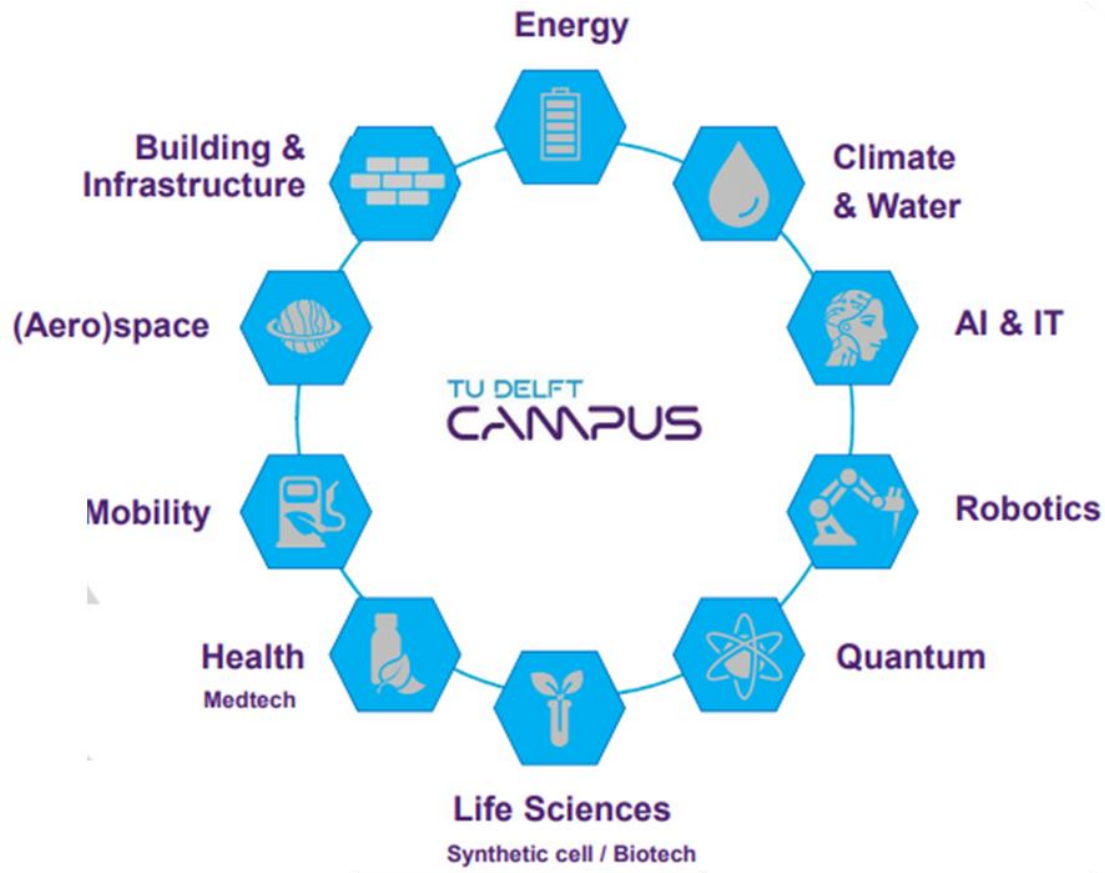 Energy
Building &
Infrastructure
Climate
& Water
(Aero)space
AI & IT
TU DELFT
CAMPUS
Mobility
Robotics
Health
Medtech
Quantum
Life Sciences
Synthetic cell / Biotech